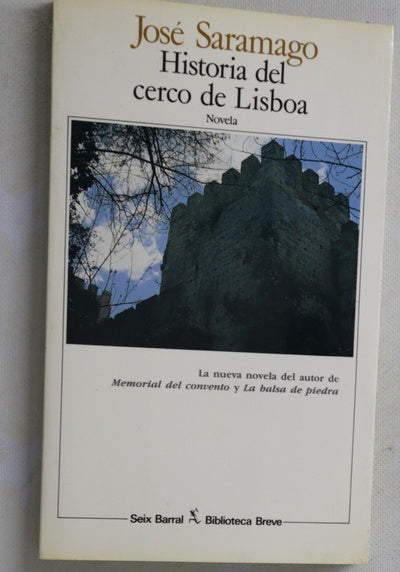 José Saramago
Historia del
cerco de Lisboa
Novela
La nueva novela del autor de
Memorial del convento y La balsa de piedra
Seix Barral Biblioteca Breve